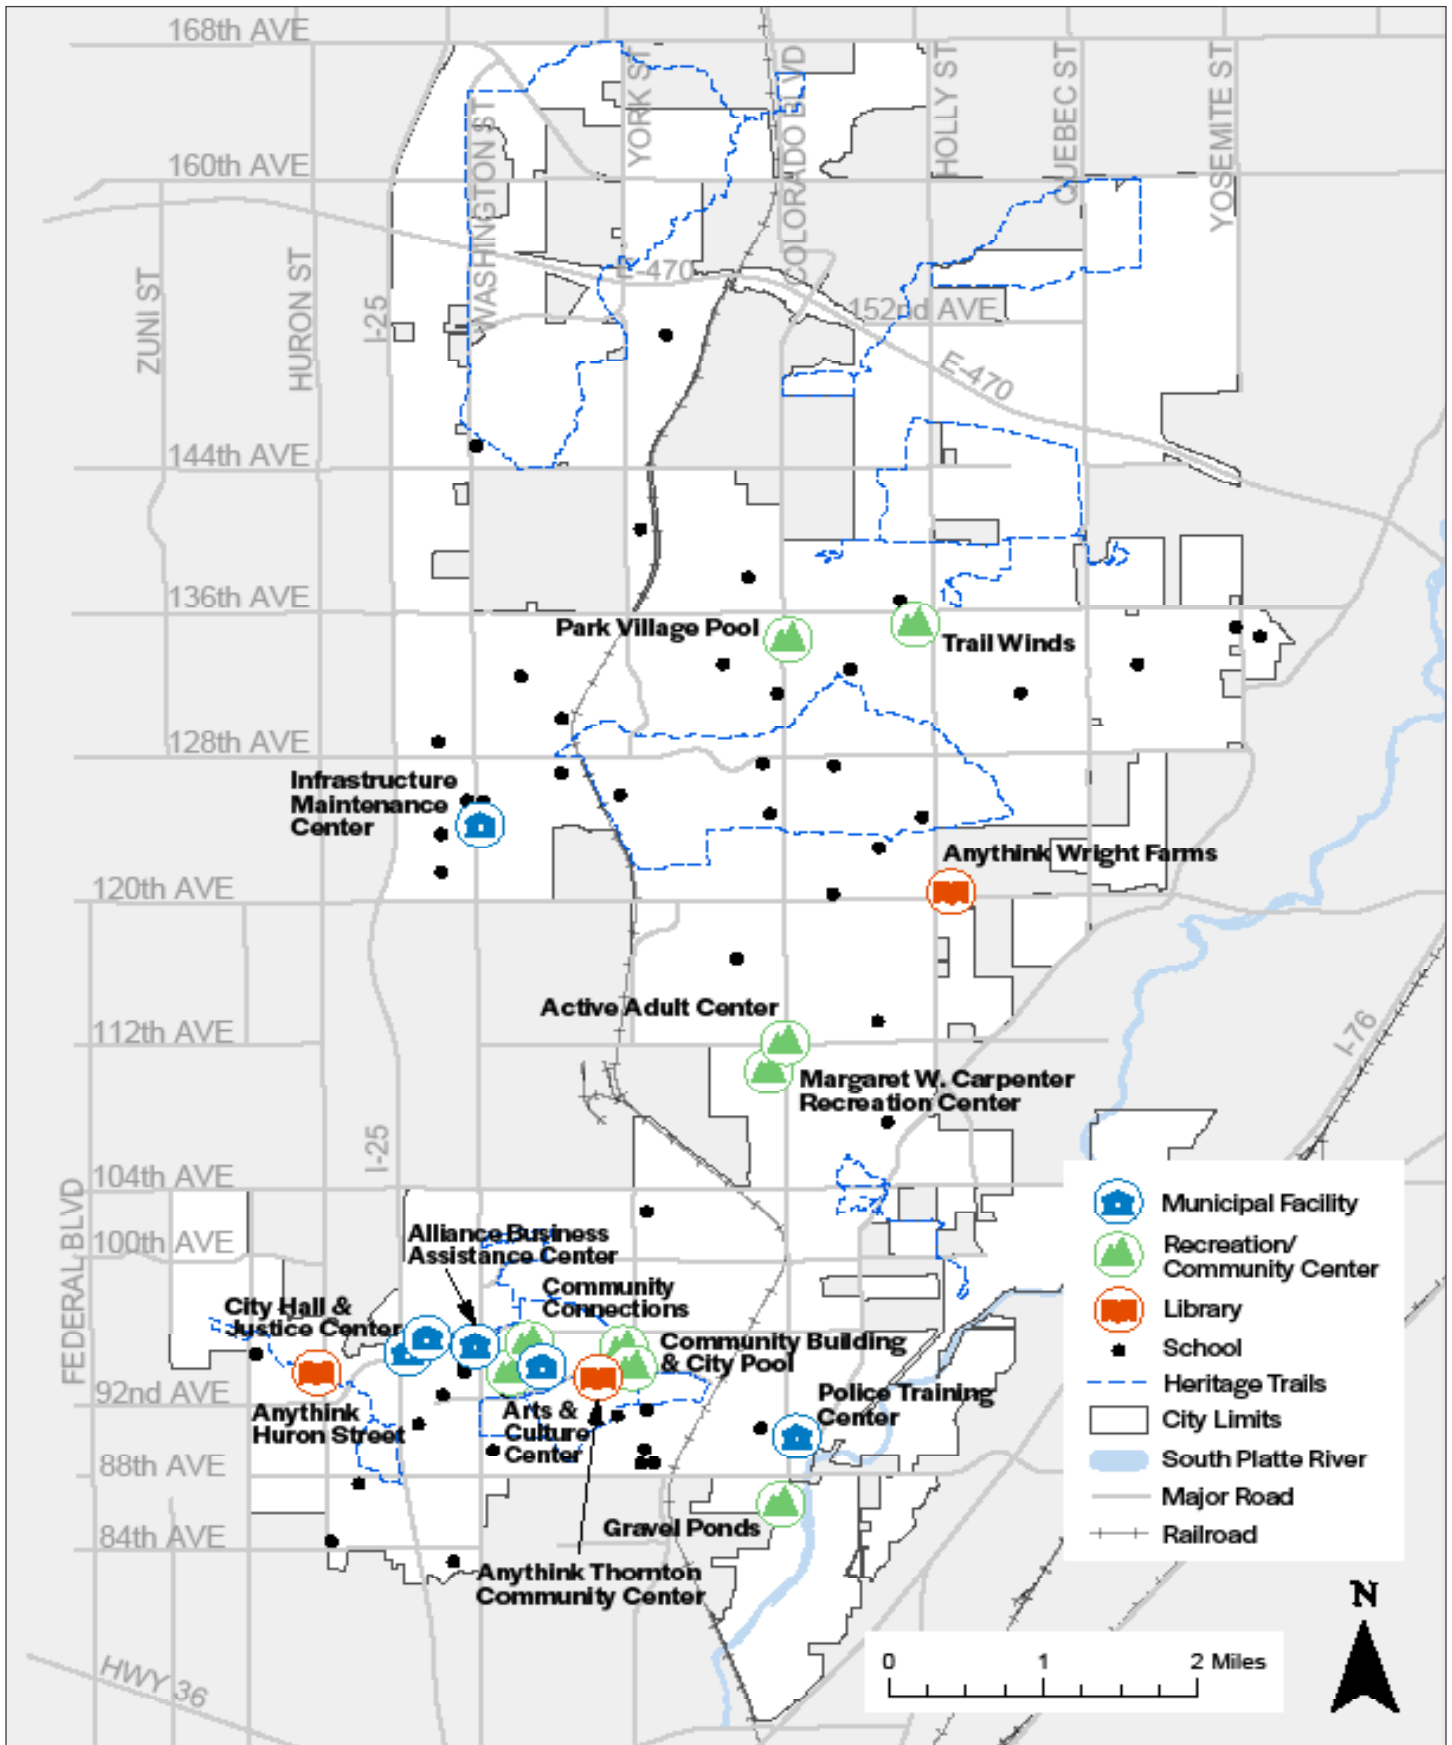 168th AVE
YORK ST
COLORADO BLVD
HOLLY ST
QUEBEC ST
YOSEMITE ST
WASHINGTON ST
160th AVE
ZUNI ST
HURON ST
I-25
E-470
152nd AVE
E-470
144th AVE
136th AVE
Park Village Pool
Trail Winds
128th AVE
Infrastructure
Maintenance
Center
Anythink Wright Farms
120th AVE
Active Adult Center
112th AVE
I-76
Margaret W. Carpenter
Recreation Center
I-25
104th AVE
FEDERAL BLVD
100th AVE
Alliance Business
Assistance Center
Community
Connections
City Hall &
Justice Center
Community Building
& City Pool
92nd AVE
Anythink
Huron Street
Arts &
Culture
Center
Police Training
Center
88th AVE
Gravel Ponds
84th AVE
Anythink Thornton
Community Center
HWY 36
Municipal Facility
Recreation/
Community Center
Library
School
Heritage Trails
City Limits
South Platte River
Major Road
Railroad
N
0 1 2 Miles